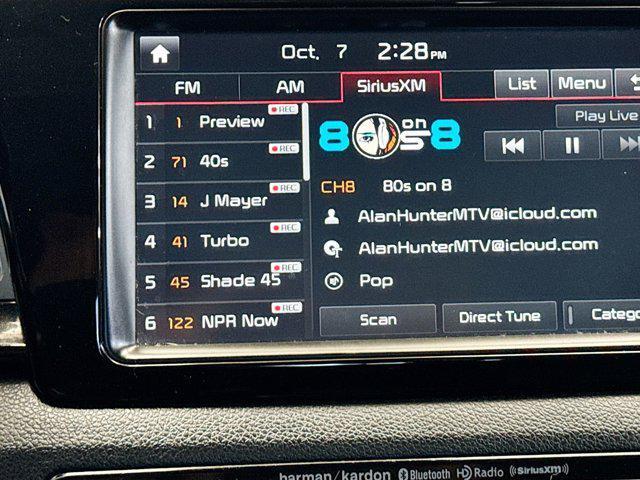 Oct. 7 2:28 PM
FM AM SiriusXM List Menu
1 1 Preview REC
2 71 40s REC
3 14 J Mayer REC
4 41 Turbo REC
5 45 Shade 45 REC
6 122 NPR Now REC
Play Live
80s on 8
CH8 80s on 8
AlanHunterMTV@icloud.com
AlanHunterMTV@icloud.com
Pop
Scan Direct Tune Catego
harman/kardon Bluetooth HD Radio ((SiriusXM))